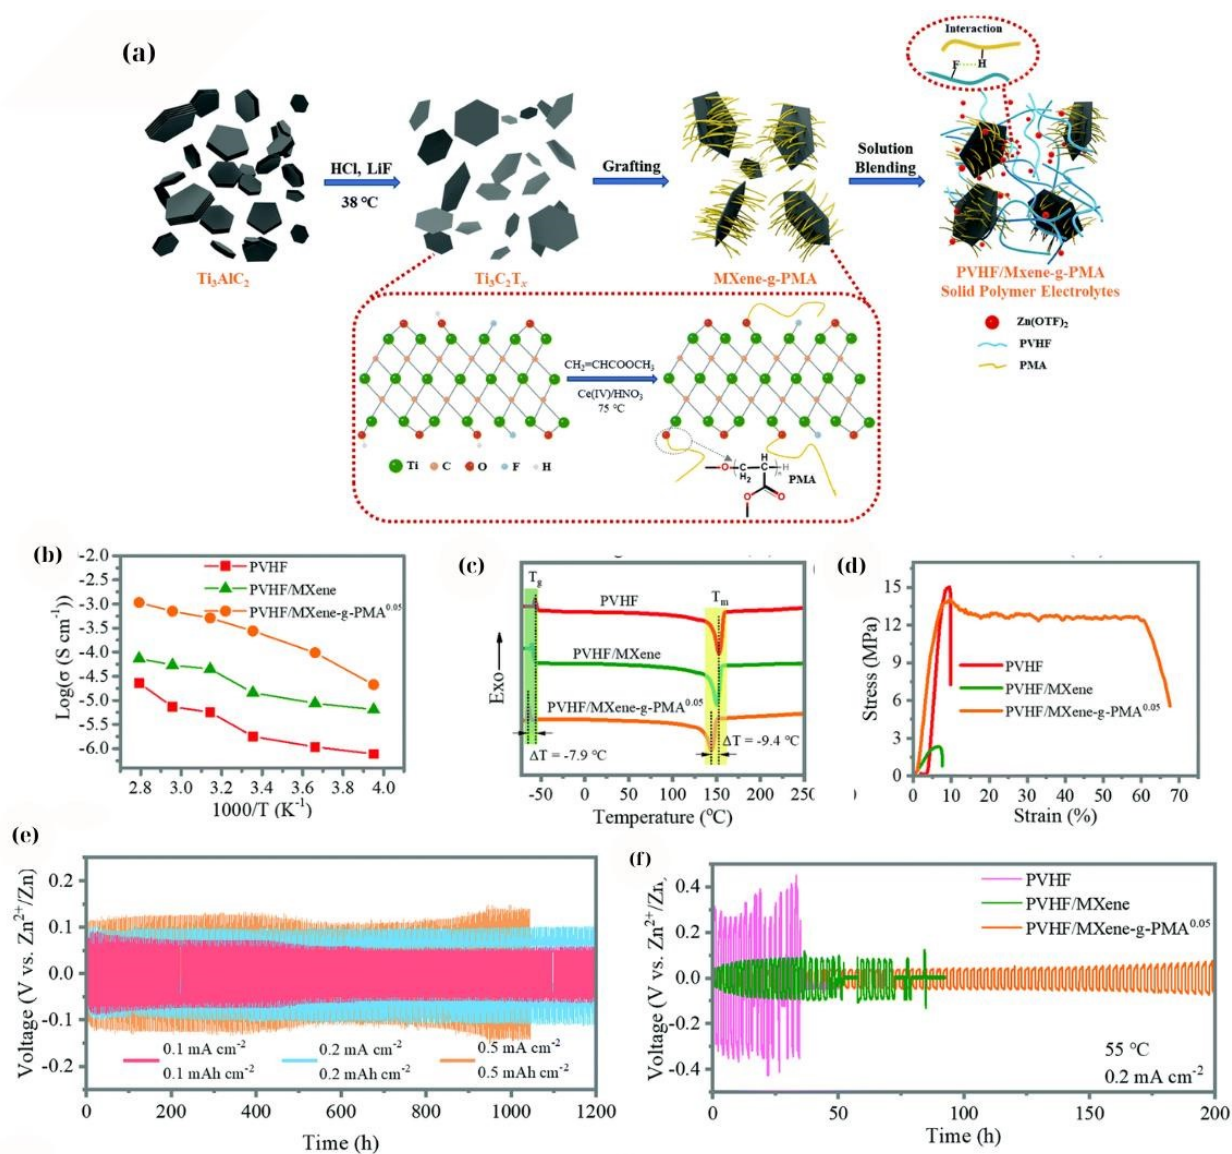 (a)
Interaction
F
H
HCl, LiF
38 °C
Grafting
Solution
Blending
Ti₃AlC₂
Ti₃C₂Tₓ
MXene-g-PMA
PVHF/Mxene-g-PMA
Solid Polymer Electrolytes
Zn(OTF)₂
PVHF
PMA
CH₂=CHCOOCH₃
Ce(IV)/HNO₃
75 °C
Ti
C
O
F
H
O
C
H₂
H
C
H
n
O
O
PMA
(b)
-2.0
-2.5
-3.0
-3.5
-4.0
-4.5
-5.0
-5.5
-6.0
Log(σ (S cm⁻¹))
PVHF
PVHF/MXene
PVHF/MXene-g-PMA⁰·⁰⁵
2.8 3.0 3.2 3.4 3.6 3.8 4.0
1000/T (K⁻¹)
(c)
Tg
Tm
PVHF
PVHF/MXene
PVHF/MXene-g-PMA⁰·⁰⁵
ΔT = -7.9 °C
ΔT = -9.4 °C
Exo
-50 0 50 100 150 200 250
Temperature (°C)
(d)
15
12
9
6
3
0
Stress (MPa)
PVHF
PVHF/MXene
PVHF/MXene-g-PMA⁰·⁰⁵
0 10 20 30 40 50 60 70
Strain (%)
(e)
0.2
0.1
0.0
-0.1
-0.2
Voltage (V vs. Zn²⁺/Zn)
0.1 mA cm⁻² 0.2 mA cm⁻² 0.5 mA cm⁻²
0.1 mAh cm⁻² 0.2 mAh cm⁻² 0.5 mAh cm⁻²
0 200 400 600 800 1000 1200
Time (h)
(f)
0.4
0.2
0.0
-0.2
-0.4
Voltage (V vs. Zn²⁺/Zn)
PVHF
PVHF/MXene
PVHF/MXene-g-PMA⁰·⁰⁵
55 °C
0.2 mA cm⁻²
0 50 100 150 200
Time (h)